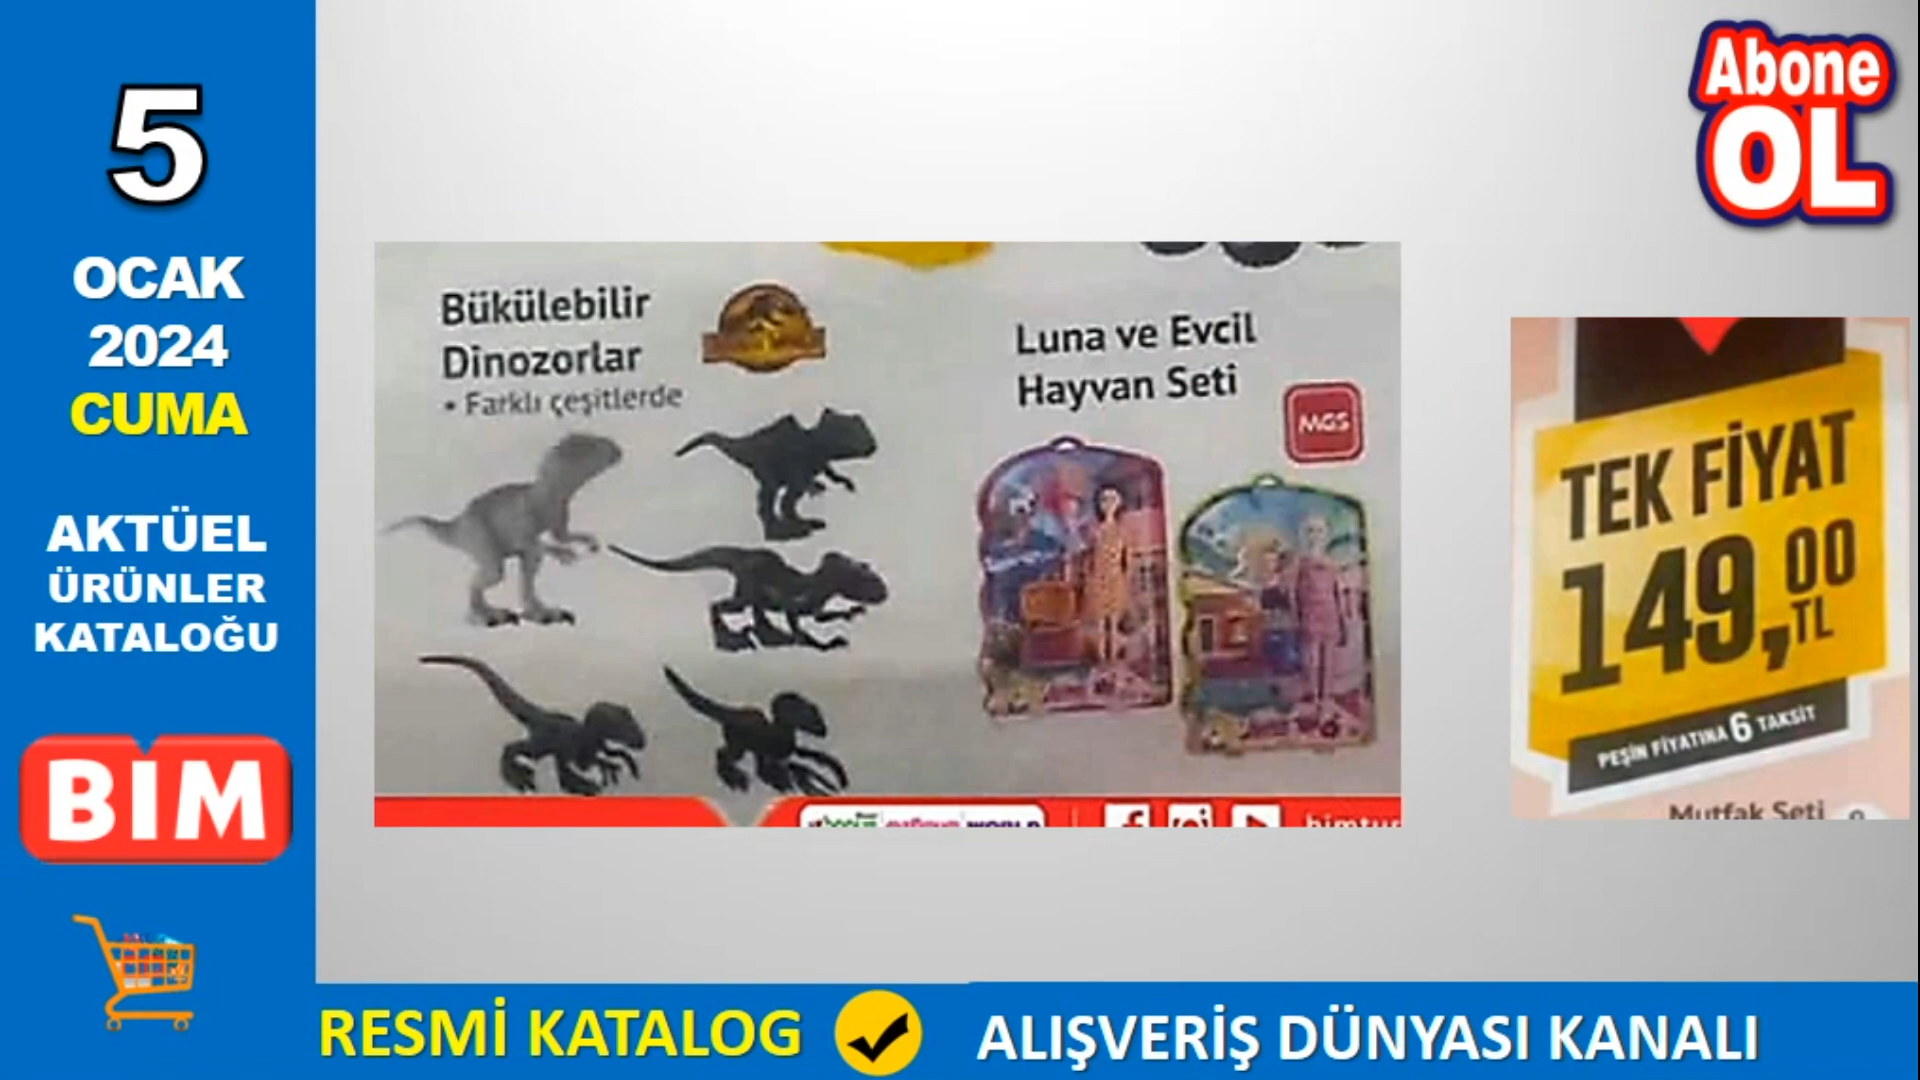 5
OCAK
2024
CUMA
AKTÜEL
ÜRÜNLER
KATALOĞU
BIM
Abone
OL
Bükülebilir
Dinozorlar
• Farklı çeşitlerde
Luna ve Evcil
Hayvan Seti
MGS
TEK FİYAT
149,00
TL
PEŞİN FİYATINA 6 TAKSİT
Mutfak Seti
RESMİ KATALOG
ALIŞVERİŞ DÜNYASI KANALI